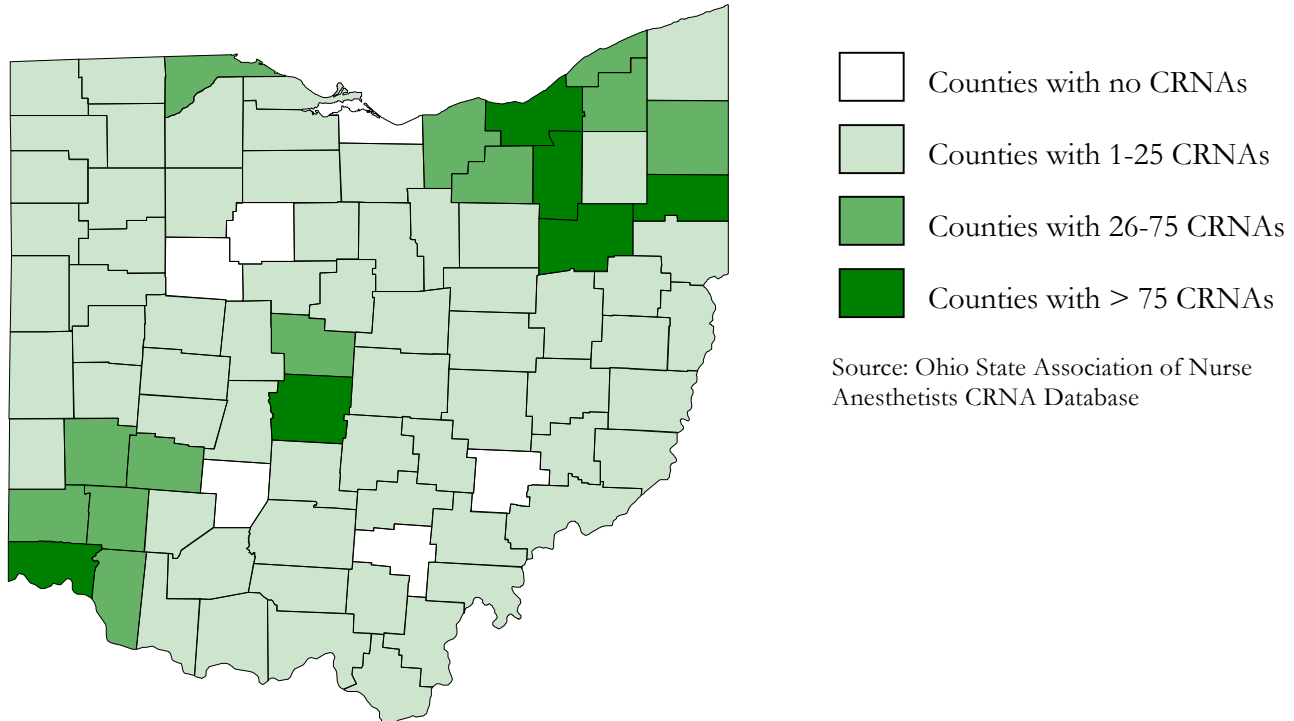 Counties with no CRNAs
Counties with 1-25 CRNAs
Counties with 26-75 CRNAs
Counties with > 75 CRNAs
Source: Ohio State Association of Nurse
Anesthetists CRNA Database